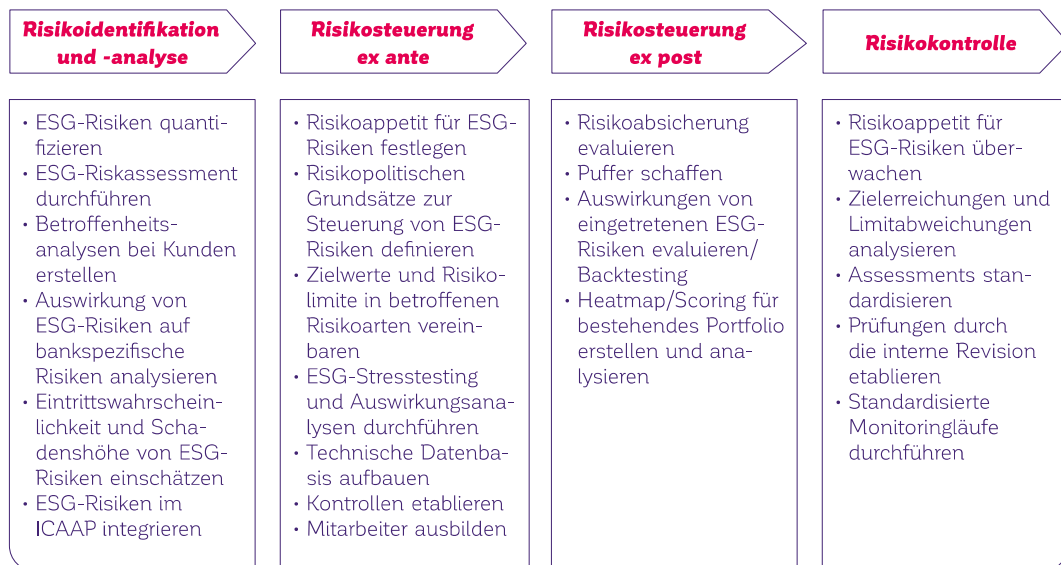 Risikoidentifikation
und -analyse
Risikosteuerung
ex ante
Risikosteuerung
ex post
Risikokontrolle
• ESG-Risiken quanti-
fizieren
• ESG-Riskassessment
durchführen
• Betroffenheits-
analysen bei Kunden
erstellen
• Auswirkung von
ESG-Risiken auf
bankspezifische
Risiken analysieren
• Eintrittswahrschein-
lichkeit und Scha-
denshöhe von ESG-
Risiken einschätzen
• ESG-Risiken im
ICAAP integrieren
• Risikoappetit für ESG-
Risiken festlegen
• Risikopolitischen
Grundsätze zur
Steuerung von ESG-
Risiken definieren
• Zielwerte und Risiko-
limite in betroffenen
Risikoarten verein-
baren
• ESG-Stresstesting
und Auswirkungsana-
lysen durchführen
• Technische Datenba-
sis aufbauen
• Kontrollen etablieren
• Mitarbeiter ausbilden
• Risikoabsicherung
evaluieren
• Puffer schaffen
• Auswirkungen von
eingetretenen ESG-
Risiken evaluieren/
Backtesting
• Heatmap/Scoring für
bestehendes Portfolio
erstellen und ana-
lysieren
• Risikoappetit für
ESG-Risiken über-
wachen
• Zielerreichungen und
Limitabweichungen
analysieren
• Assessments stan-
dardisieren
• Prüfungen durch
die interne Revision
etablieren
• Standardisierte
Monitoringläufe
durchführen